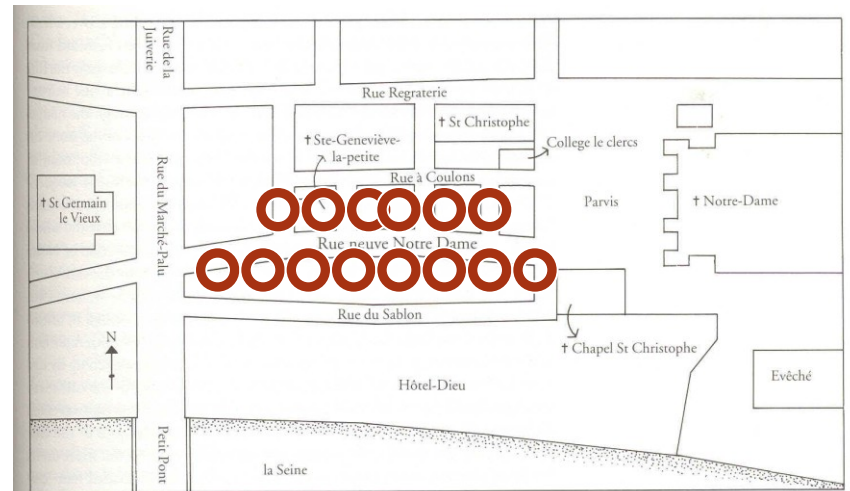 Rue de la
Juiverie
Rue Regraterie
† St Christophe
† Ste-Geneviève-
la-petite
College le clercs
Rue à Coulons
Rue du Marché-Palu
† St Germain
le Vieux
Parvis
† Notre-Dame
Rue neuve Notre Dame
Rue du Sablon
N
† Chapel St Christophe
Evêché
Hôtel-Dieu
Petit Pont
la Seine